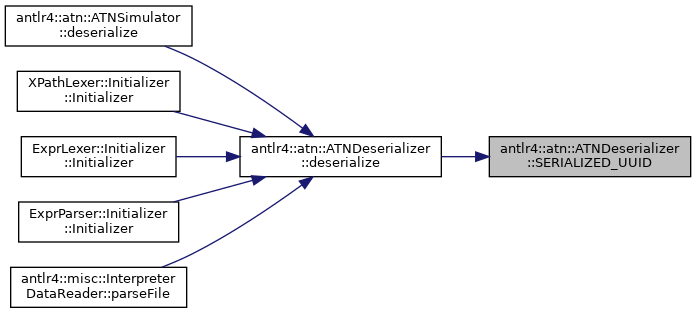 antlr4::atn::ATNSimulator
::deserialize
XPathLexer::Initializer
::Initializer
ExprLexer::Initializer
::Initializer
ExprParser::Initializer
::Initializer
antlr4::misc::Interpreter
DataReader::parseFile
antlr4::atn::ATNDeserializer
::deserialize
antlr4::atn::ATNDeserializer
::SERIALIZED_UUID